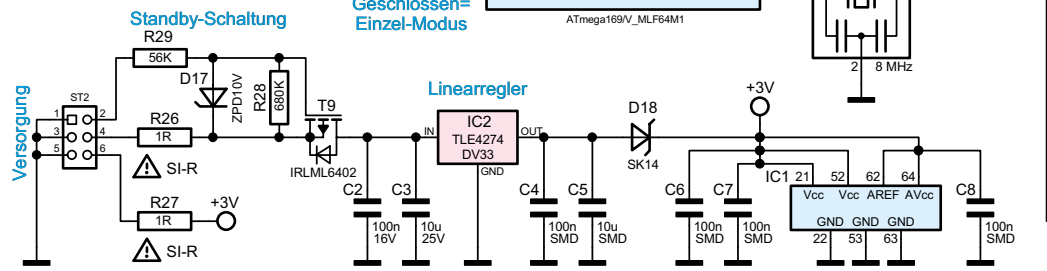 Geschlossen=
Einzel-Modus
ATmega169/V_MLF64M1
2 8 MHz
Standby-Schaltung
R29
56K
D17
ZPD10V
R28
680K
T9
IRLML6402
Versorgung
ST2
1 2
3 4
5 6
R26
1R
SI-R
R27
1R
+3V
SI-R
Linearregler
IN
IC2
TLE4274
DV33
OUT
GND
C2
100n
16V
C3
10u
25V
C4
100n
SMD
C5
10u
SMD
D18
SK14
+3V
C6
100n
SMD
C7
100n
SMD
IC1 21 52 62 64
Vcc Vcc AREF AVcc
GND GND GND
22 53 63
C8
100n
SMD